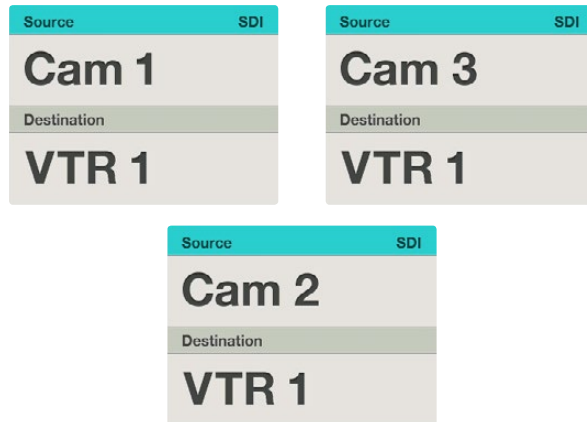 Source SDI
Cam 1
Destination
VTR 1
Source SDI
Cam 3
Destination
VTR 1
Source SDI
Cam 2
Destination
VTR 1